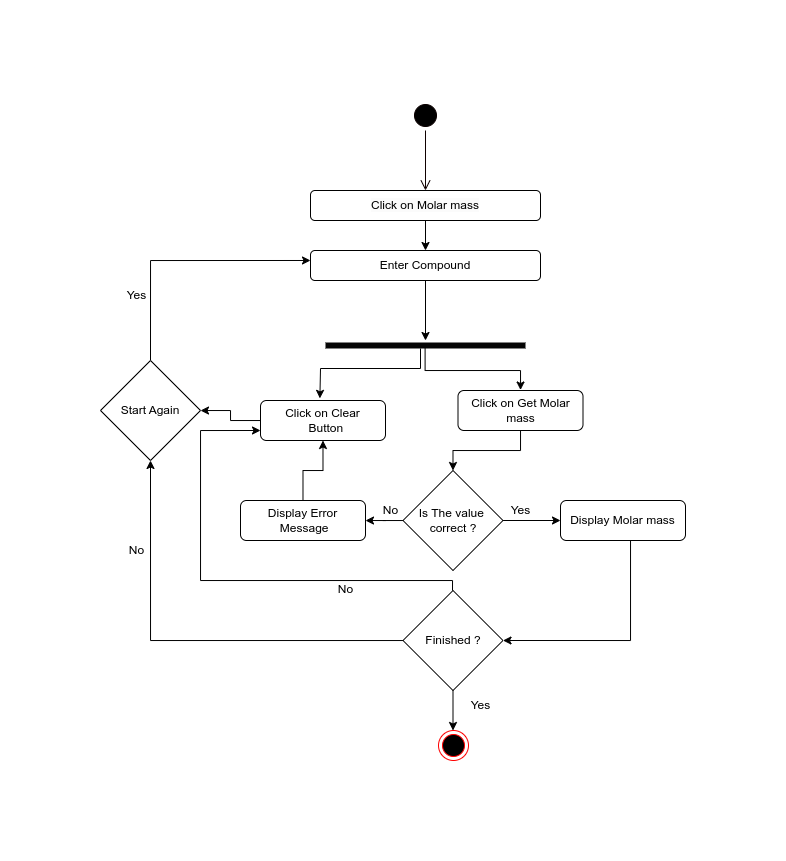 Click on Molar mass
Enter Compound
Yes
Start Again
Click on Clear
Button
Click on Get Molar
mass
Display Error
Message
No
Is The value
correct ?
Yes
Display Molar mass
No
No
Finished ?
Yes